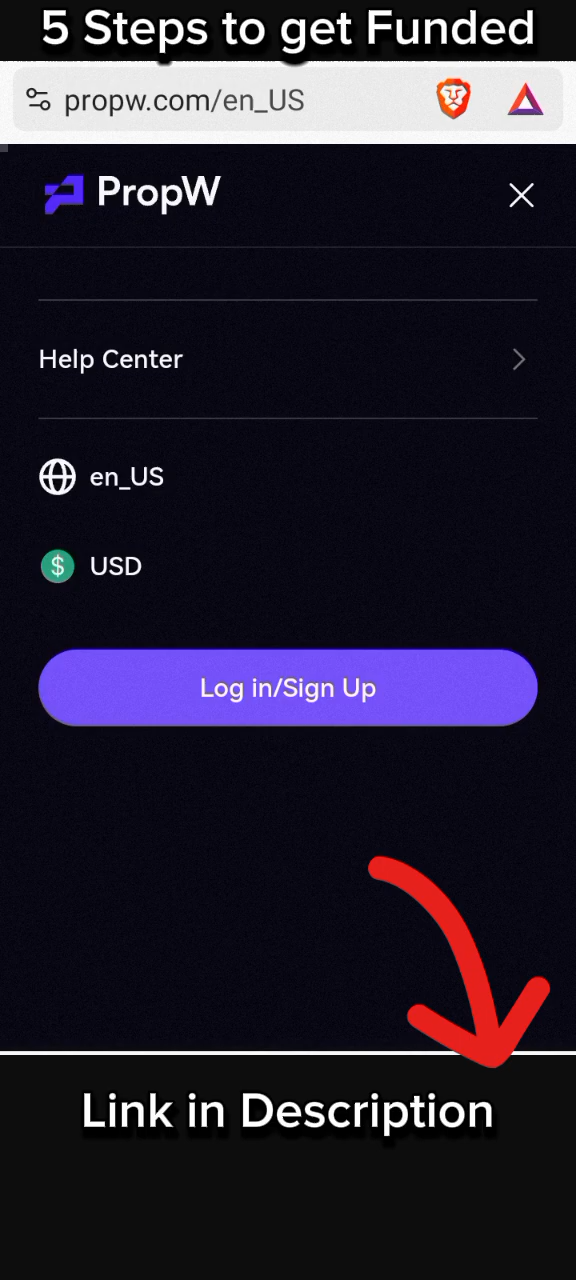 5 Steps to get Funded
propw.com/en_US
PropW
Help Center
en_US
$ USD
Log in/Sign Up
Link in Description